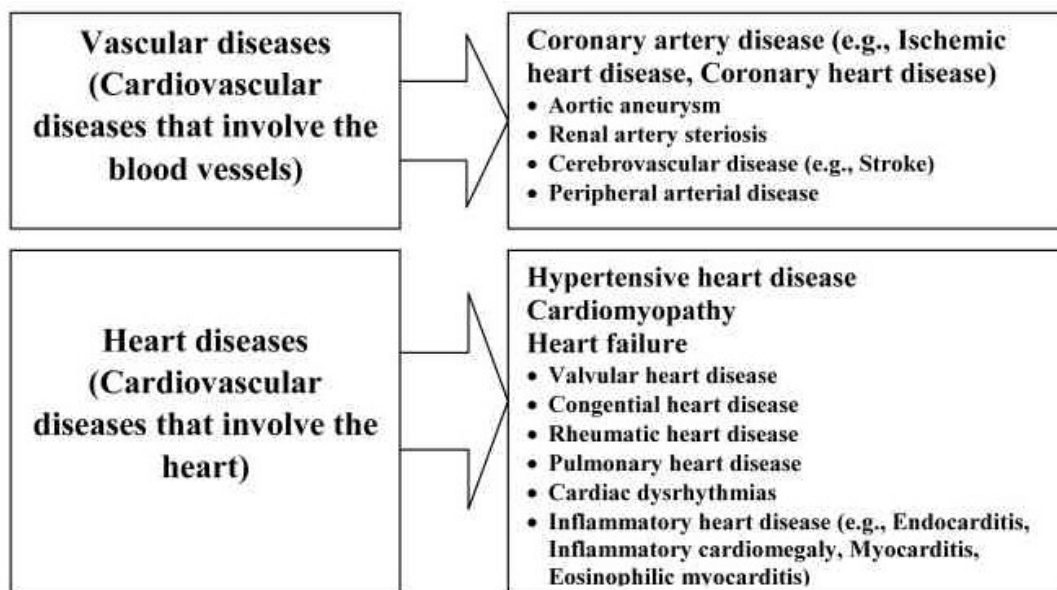 Vascular diseases
(Cardiovascular
diseases that involve the
blood vessels)
Coronary artery disease (e.g., Ischemic
heart disease, Coronary heart disease)
• Aortic aneurysm
• Renal artery steriosis
• Cerebrovascular disease (e.g., Stroke)
• Peripheral arterial disease
Heart diseases
(Cardiovascular
diseases that involve the
heart)
Hypertensive heart disease
Cardiomyopathy
Heart failure
• Valvular heart disease
• Congential heart disease
• Rheumatic heart disease
• Pulmonary heart disease
• Cardiac dysrhythmias
• Inflammatory heart disease (e.g., Endocarditis,
Inflammatory cardiomegaly, Myocarditis,
Eosinophilic myocarditis)